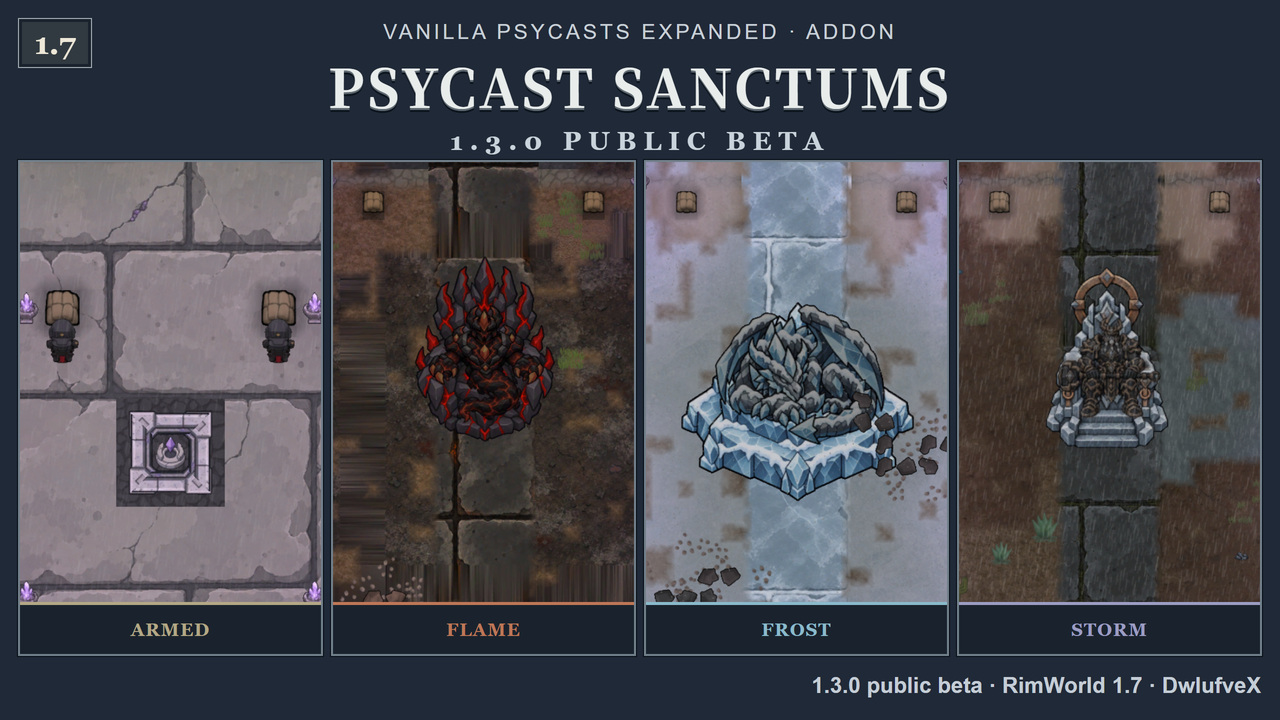 1.7
VANILLA PSYCASTS EXPANDED · ADDON
PSYCAST SANCTUMS
1.3.0 PUBLIC BETA
ARMED
FLAME
FROST
STORM
1.3.0 public beta · RimWorld 1.7 · DwlufveX